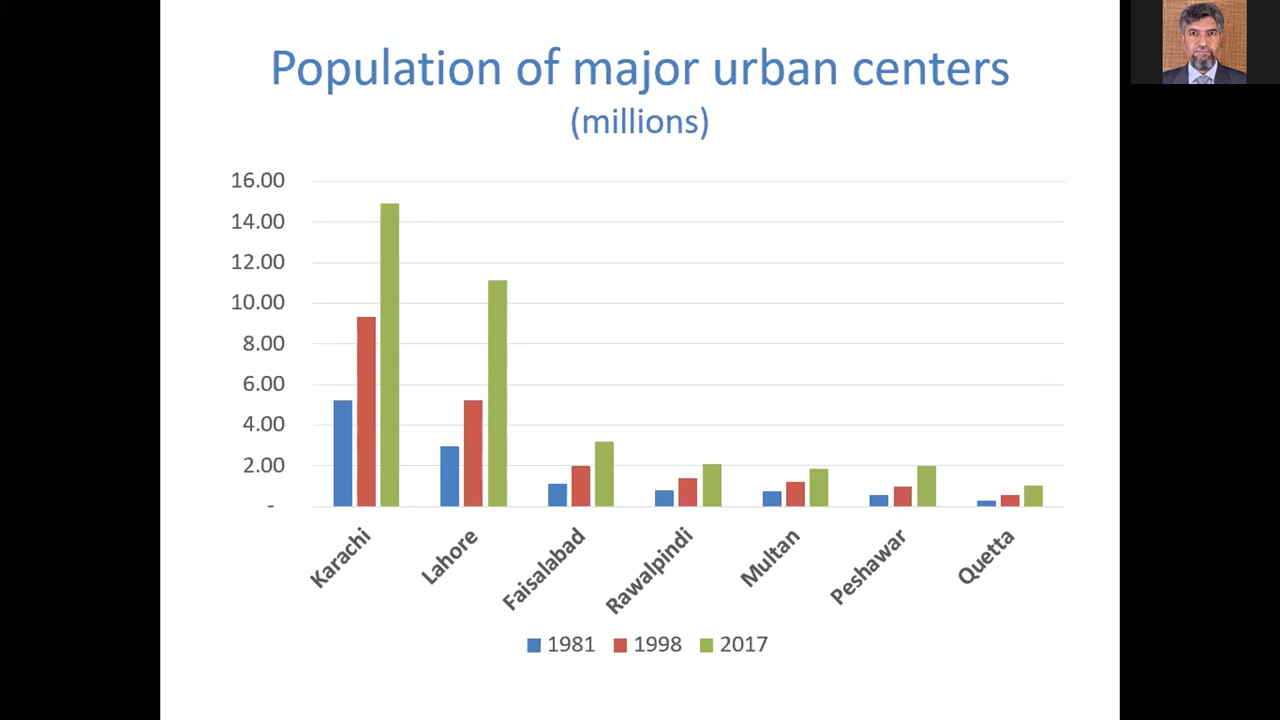 Population of major urban centers
(millions)
16.00
14.00
12.00
10.00
8.00
6.00
4.00
2.00
-
Karachi
Lahore
Faisalabad
Rawalpindi
Multan
Peshawar
Quetta
1981 1998 2017